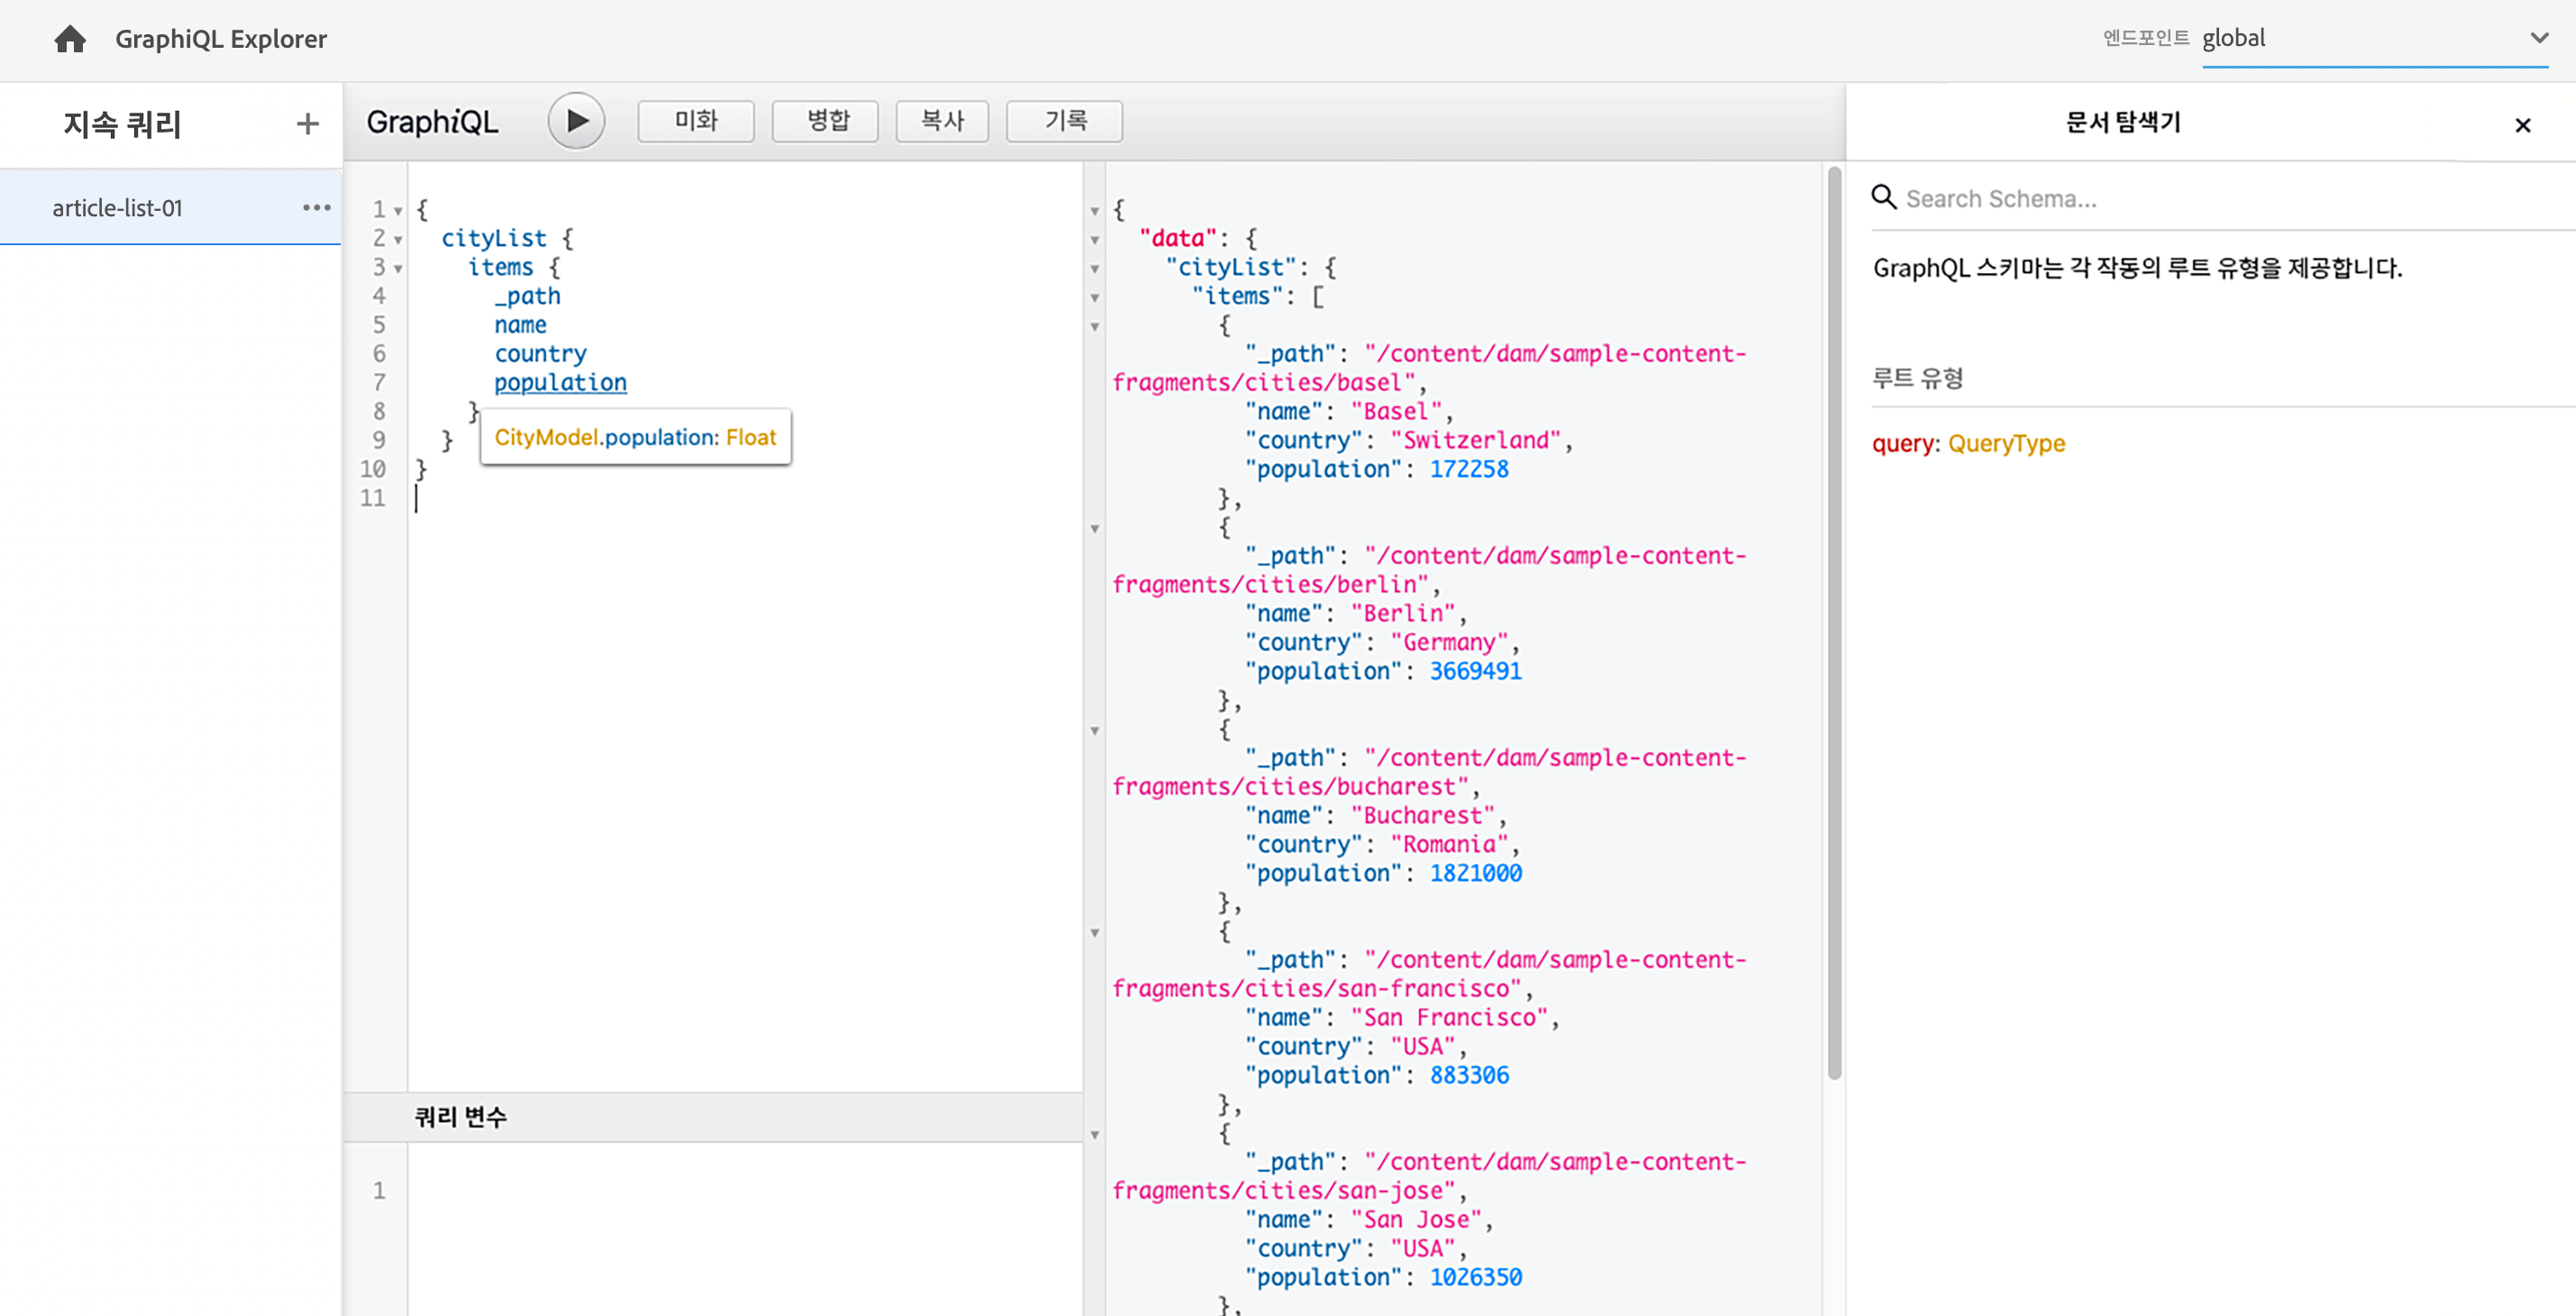 GraphiQL Explorer
엔드포인트 global
지속 쿼리 +
article-list-01 •••
GraphiQL 미화 병합 복사 기록
1 {
2   cityList {
3     items {
4       _path
5       name
6       country
7       population
8     }
9   }
10 }
11
CityModel.population: Float
쿼리 변수
1
{
  "data": {
    "cityList": {
      "items": [
        {
          "_path": "/content/dam/sample-content-
fragments/cities/basel",
          "name": "Basel",
          "country": "Switzerland",
          "population": 172258
        },
        {
          "_path": "/content/dam/sample-content-
fragments/cities/berlin",
          "name": "Berlin",
          "country": "Germany",
          "population": 3669491
        },
        {
          "_path": "/content/dam/sample-content-
fragments/cities/bucharest",
          "name": "Bucharest",
          "country": "Romania",
          "population": 1821000
        },
        {
          "_path": "/content/dam/sample-content-
fragments/cities/san-francisco",
          "name": "San Francisco",
          "country": "USA",
          "population": 883306
        },
        {
          "_path": "/content/dam/sample-content-
fragments/cities/san-jose",
          "name": "San Jose",
          "country": "USA",
          "population": 1026350
        },
문서 탐색기
Search Schema...
GraphQL 스키마는 각 작동의 루트 유형을 제공합니다.
루트 유형
query: QueryType